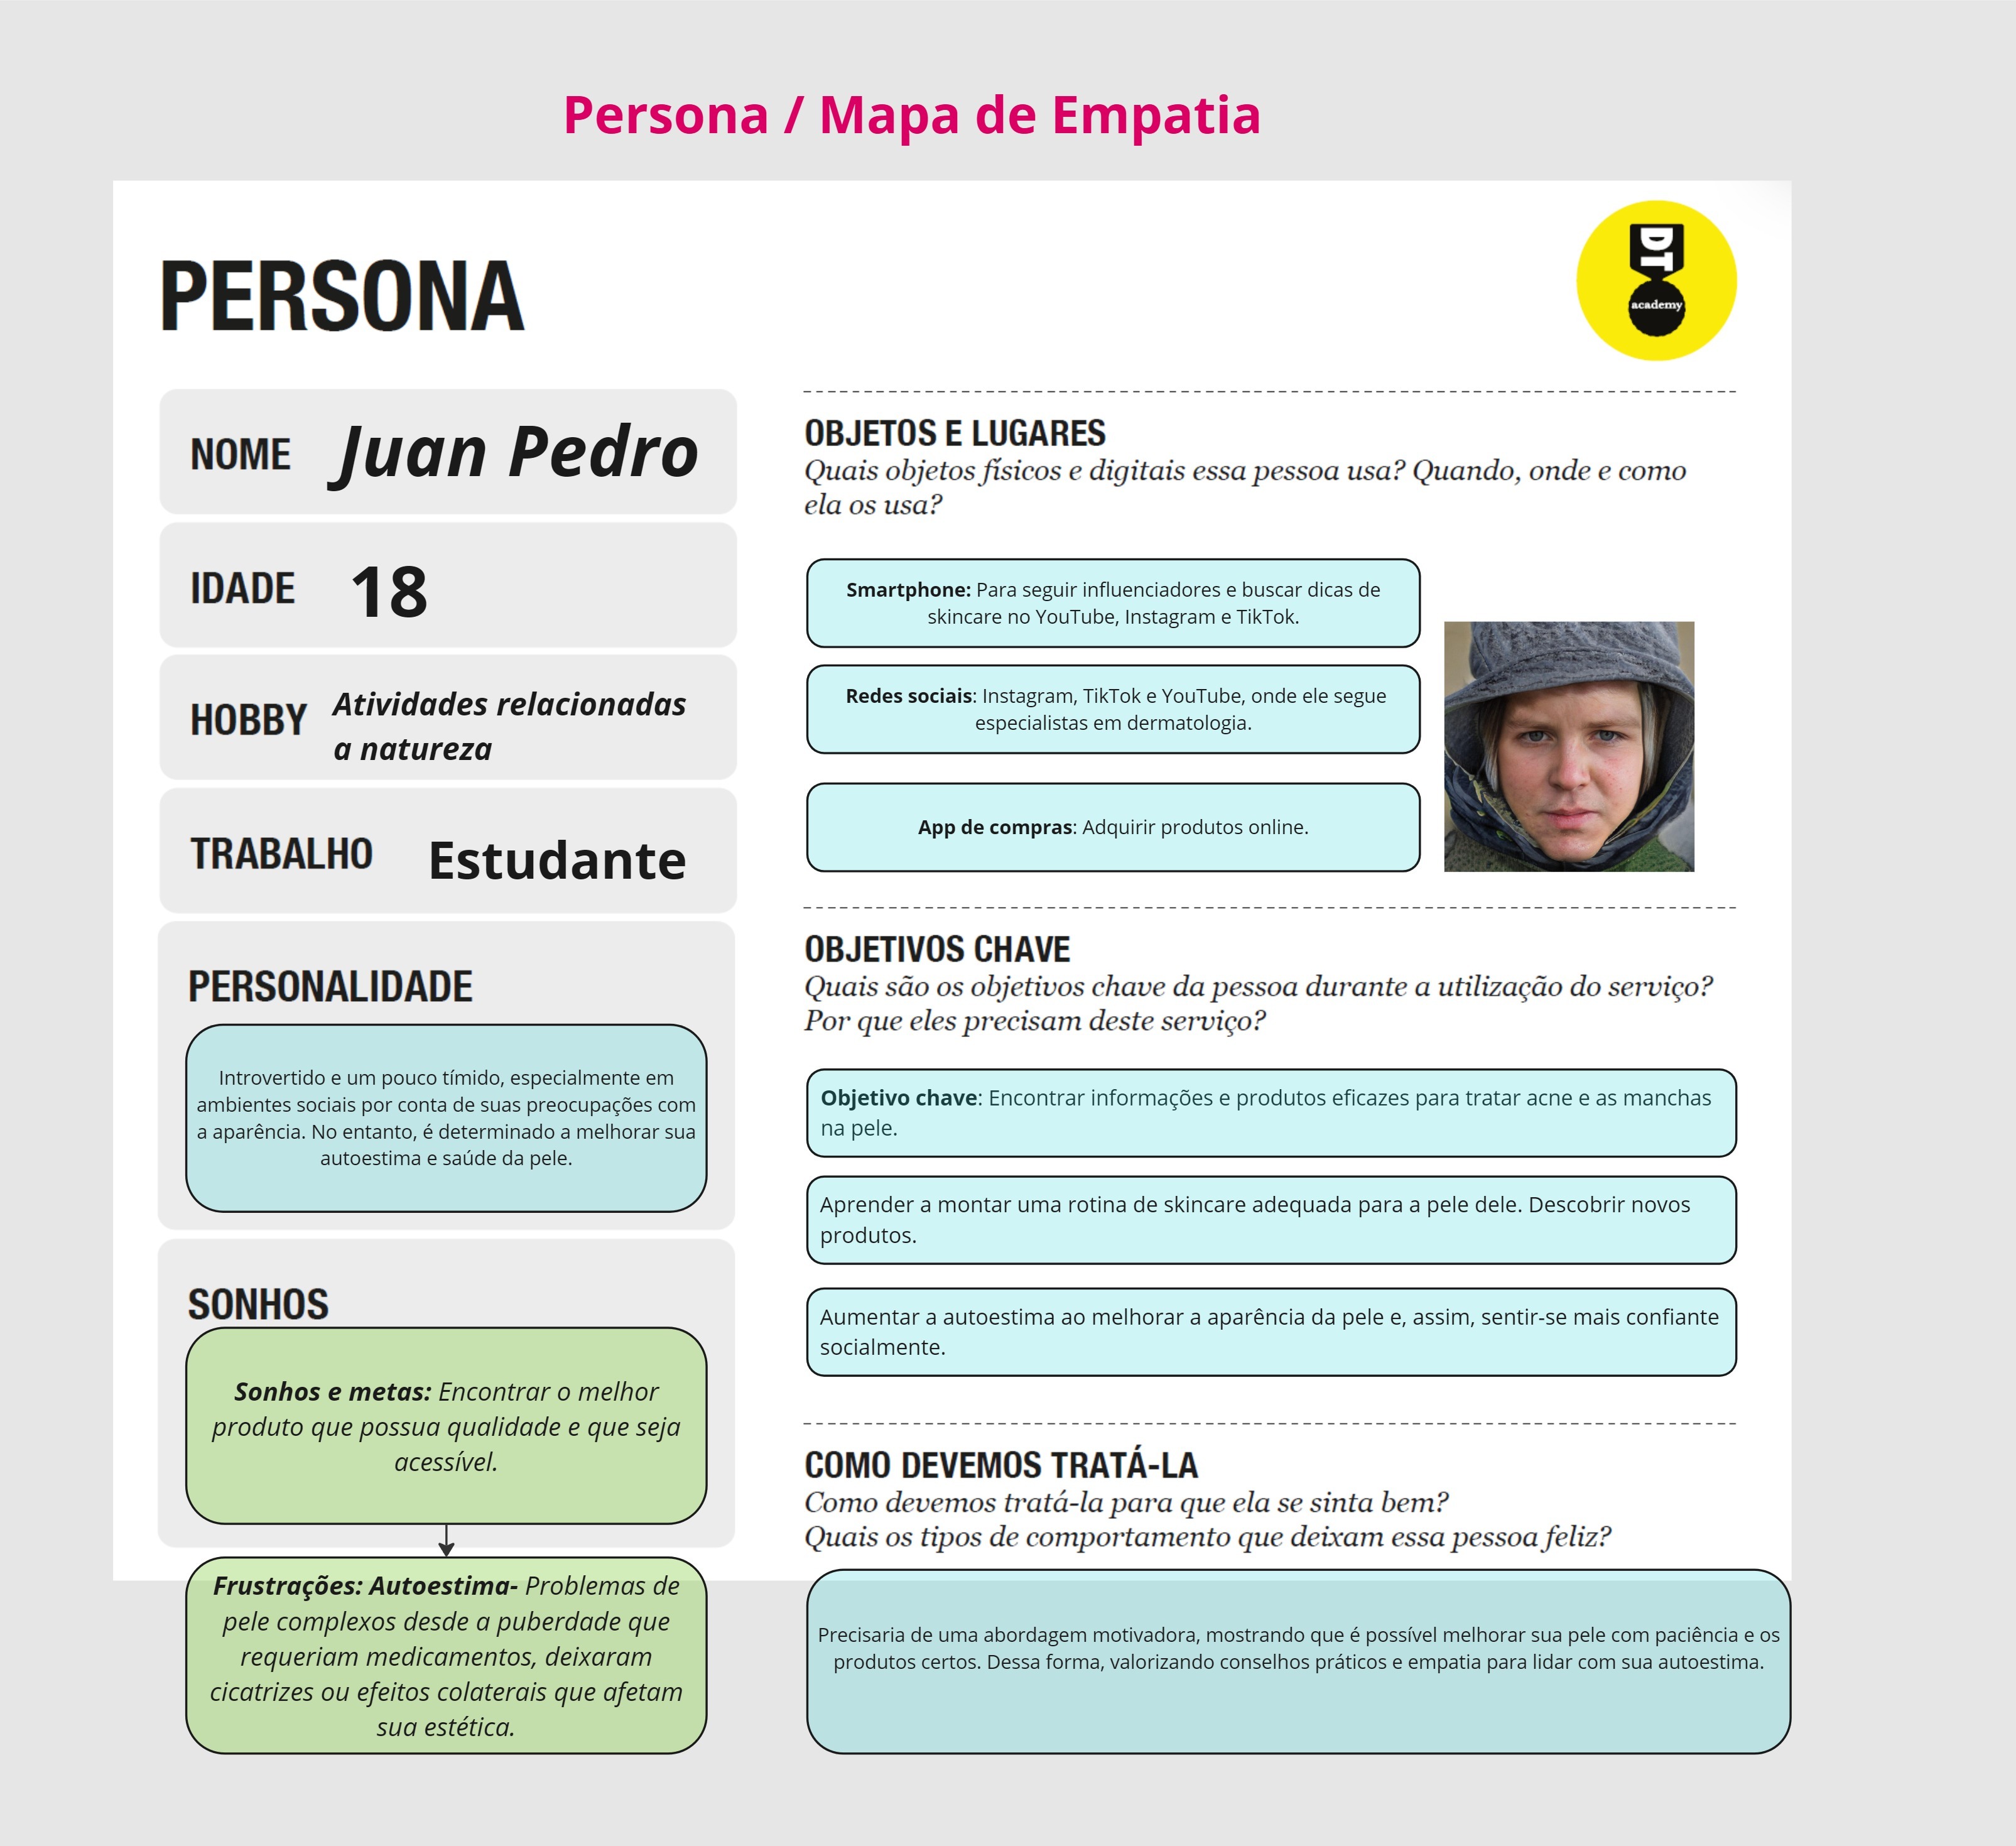 Persona / Mapa de Empatia
PERSONA
DT
academy
NOME Juan Pedro
IDADE 18
HOBBY Atividades relacionadas
a natureza
TRABALHO Estudante
PERSONALIDADE
Introvertido e um pouco tímido, especialmente em
ambientes sociais por conta de suas preocupações com
a aparência. No entanto, é determinado a melhorar sua
autoestima e saúde da pele.
SONHOS
Sonhos e metas: Encontrar o melhor
produto que possua qualidade e que seja
acessível.
Frustrações: Autoestima- Problemas de
pele complexos desde a puberdade que
requeriam medicamentos, deixaram
cicatrizes ou efeitos colaterais que afetam
sua estética.
OBJETOS E LUGARES
Quais objetos físicos e digitais essa pessoa usa? Quando, onde e como
ela os usa?
Smartphone: Para seguir influenciadores e buscar dicas de
skincare no YouTube, Instagram e TikTok.
Redes sociais: Instagram, TikTok e YouTube, onde ele segue
especialistas em dermatologia.
App de compras: Adquirir produtos online.
OBJETIVOS CHAVE
Quais são os objetivos chave da pessoa durante a utilização do serviço?
Por que eles precisam deste serviço?
Objetivo chave: Encontrar informações e produtos eficazes para tratar acne e as manchas
na pele.
Aprender a montar uma rotina de skincare adequada para a pele dele. Descobrir novos
produtos.
Aumentar a autoestima ao melhorar a aparência da pele e, assim, sentir-se mais confiante
socialmente.
COMO DEVEMOS TRATÁ-LA
Como devemos tratá-la para que ela se sinta bem?
Quais os tipos de comportamento que deixam essa pessoa feliz?
Precisaria de uma abordagem motivadora, mostrando que é possível melhorar sua pele com paciência e os
produtos certos. Dessa forma, valorizando conselhos práticos e empatia para lidar com sua autoestima.